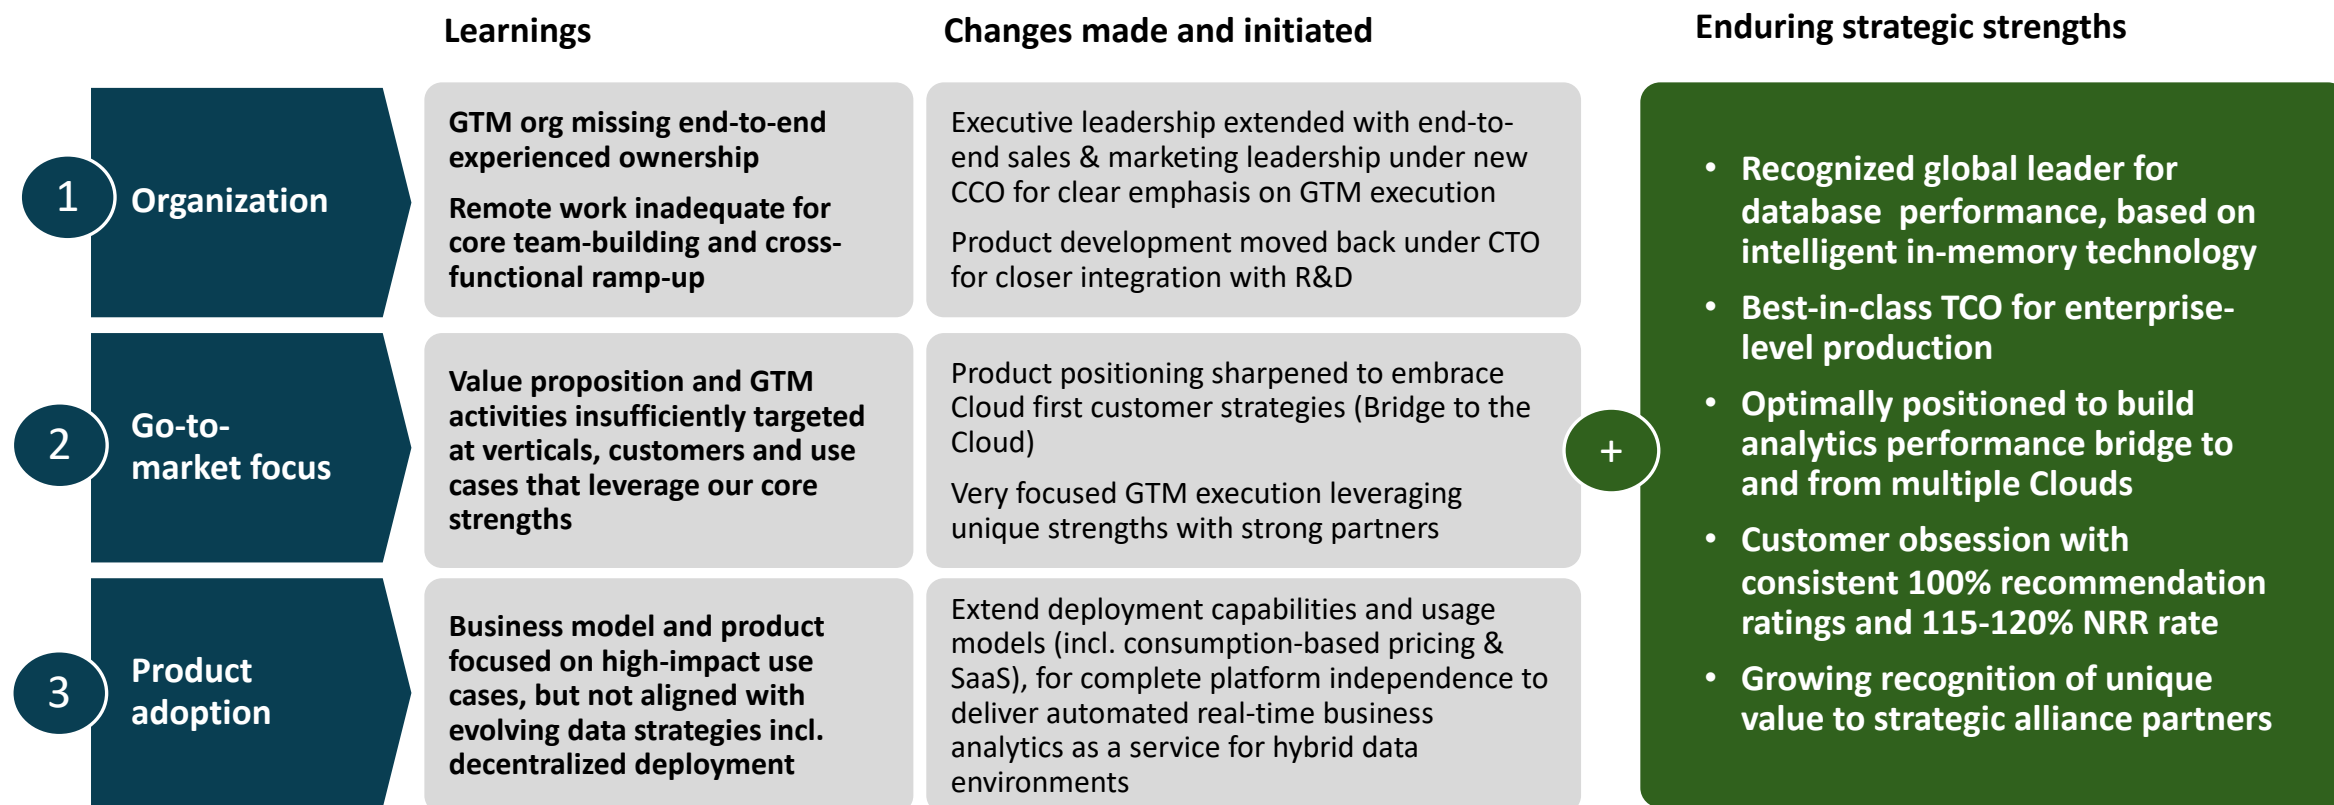 Learnings
Changes made and initiated
Enduring strategic strengths
1
Organization
GTM org missing end-to-end
experienced ownership
Remote work inadequate for
core team-building and cross-
functional ramp-up
Executive leadership extended with end-to-
end sales & marketing leadership under new
CCO for clear emphasis on GTM execution
Product development moved back under CTO
for closer integration with R&D
2
Go-to-
market focus
Value proposition and GTM
activities insufficiently targeted
at verticals, customers and use
cases that leverage our core
strengths
Product positioning sharpened to embrace
Cloud first customer strategies (Bridge to the
Cloud)
Very focused GTM execution leveraging
unique strengths with strong partners
3
Product
adoption
Business model and product
focused on high-impact use
cases, but not aligned with
evolving data strategies incl.
decentralized deployment
Extend deployment capabilities and usage
models (incl. consumption-based pricing &
SaaS), for complete platform independence to
deliver automated real-time business
analytics as a service for hybrid data
environments
+
• Recognized global leader for
database performance, based on
intelligent in-memory technology
• Best-in-class TCO for enterprise-
level production
• Optimally positioned to build
analytics performance bridge to
and from multiple Clouds
• Customer obsession with
consistent 100% recommendation
ratings and 115-120% NRR rate
• Growing recognition of unique
value to strategic alliance partners